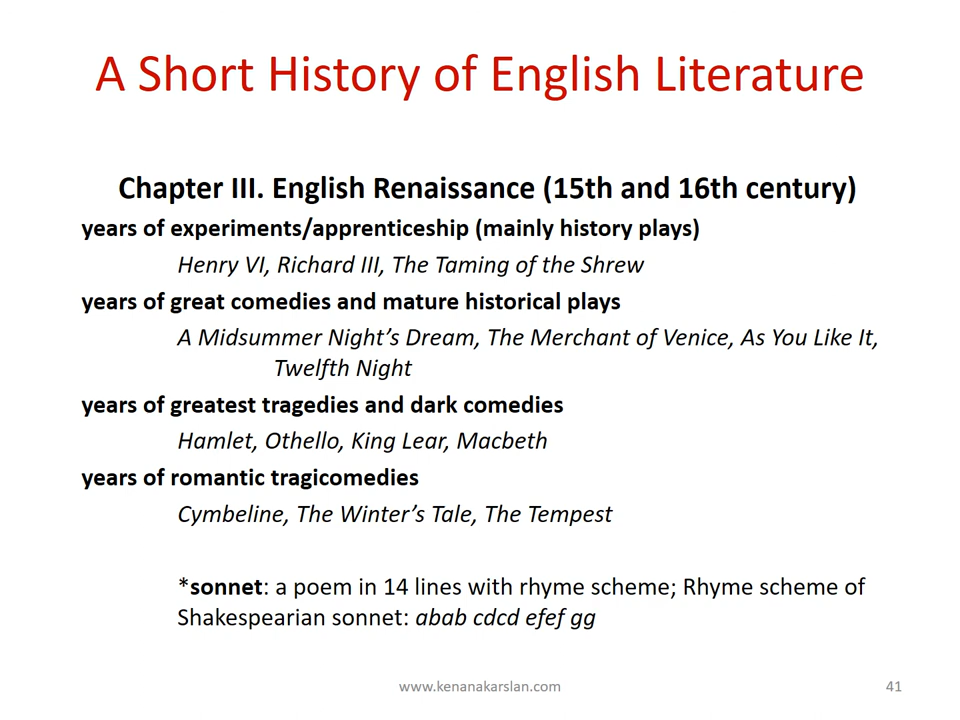 A Short History of English Literature
Chapter III. English Renaissance (15th and 16th century)
years of experiments/apprenticeship (mainly history plays)
Henry VI, Richard III, The Taming of the Shrew
years of great comedies and mature historical plays
A Midsummer Night’s Dream, The Merchant of Venice, As You Like It,
Twelfth Night
years of greatest tragedies and dark comedies
Hamlet, Othello, King Lear, Macbeth
years of romantic tragicomedies
Cymbeline, The Winter’s Tale, The Tempest
*sonnet: a poem in 14 lines with rhyme scheme; Rhyme scheme of
Shakespearian sonnet: abab cdcd efef gg
www.kenanakarslan.com 41